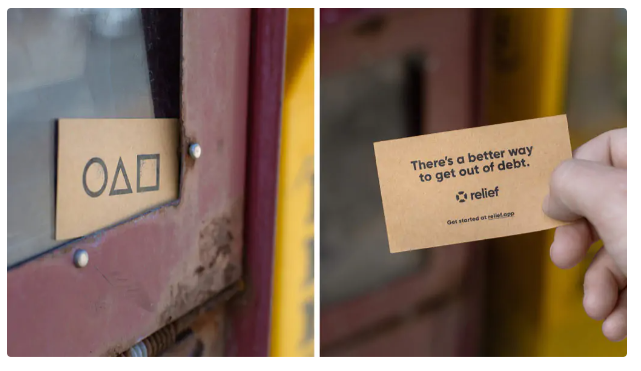 There's a better way
to get out of debt.
relief
Get started at relief.app